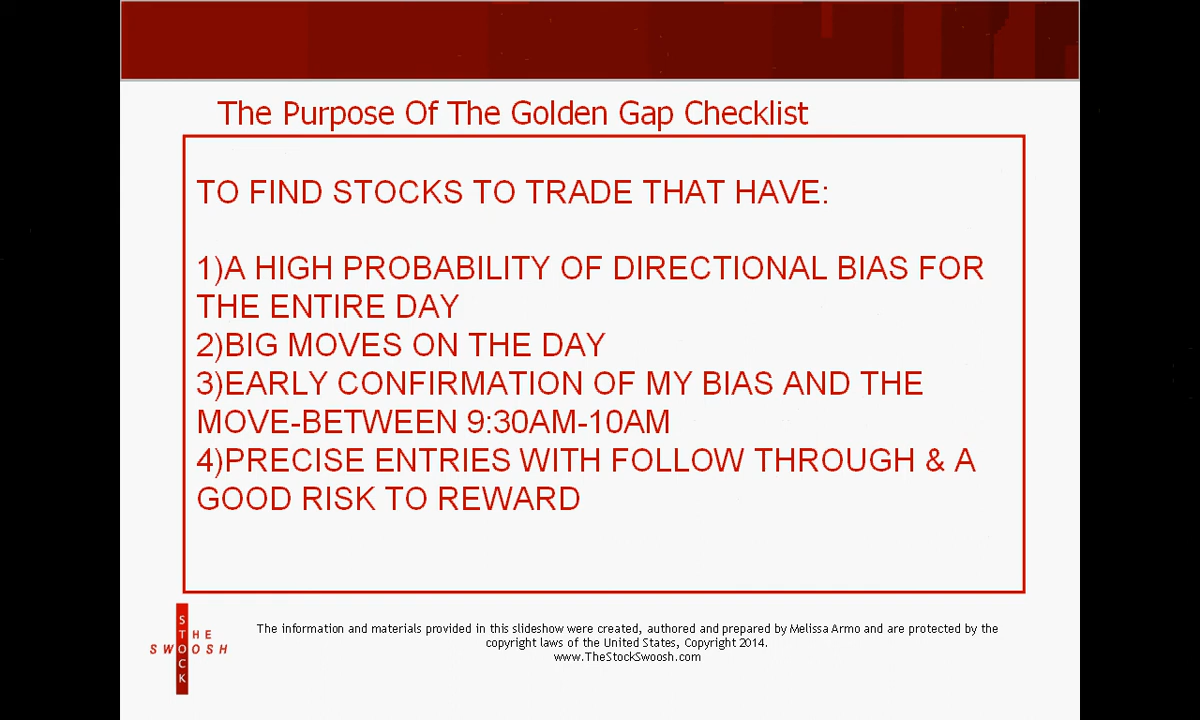 The Purpose Of The Golden Gap Checklist
TO FIND STOCKS TO TRADE THAT HAVE:
1)A HIGH PROBABILITY OF DIRECTIONAL BIAS FOR
THE ENTIRE DAY
2)BIG MOVES ON THE DAY
3)EARLY CONFIRMATION OF MY BIAS AND THE
MOVE-BETWEEN 9:30AM-10AM
4)PRECISE ENTRIES WITH FOLLOW THROUGH & A
GOOD RISK TO REWARD
THE
STOCK
SWOOSH
The information and materials provided in this slideshow were created, authored and prepared by Melissa Armo and are protected by the
copyright laws of the United States, Copyright 2014.
www.TheStockSwoosh.com